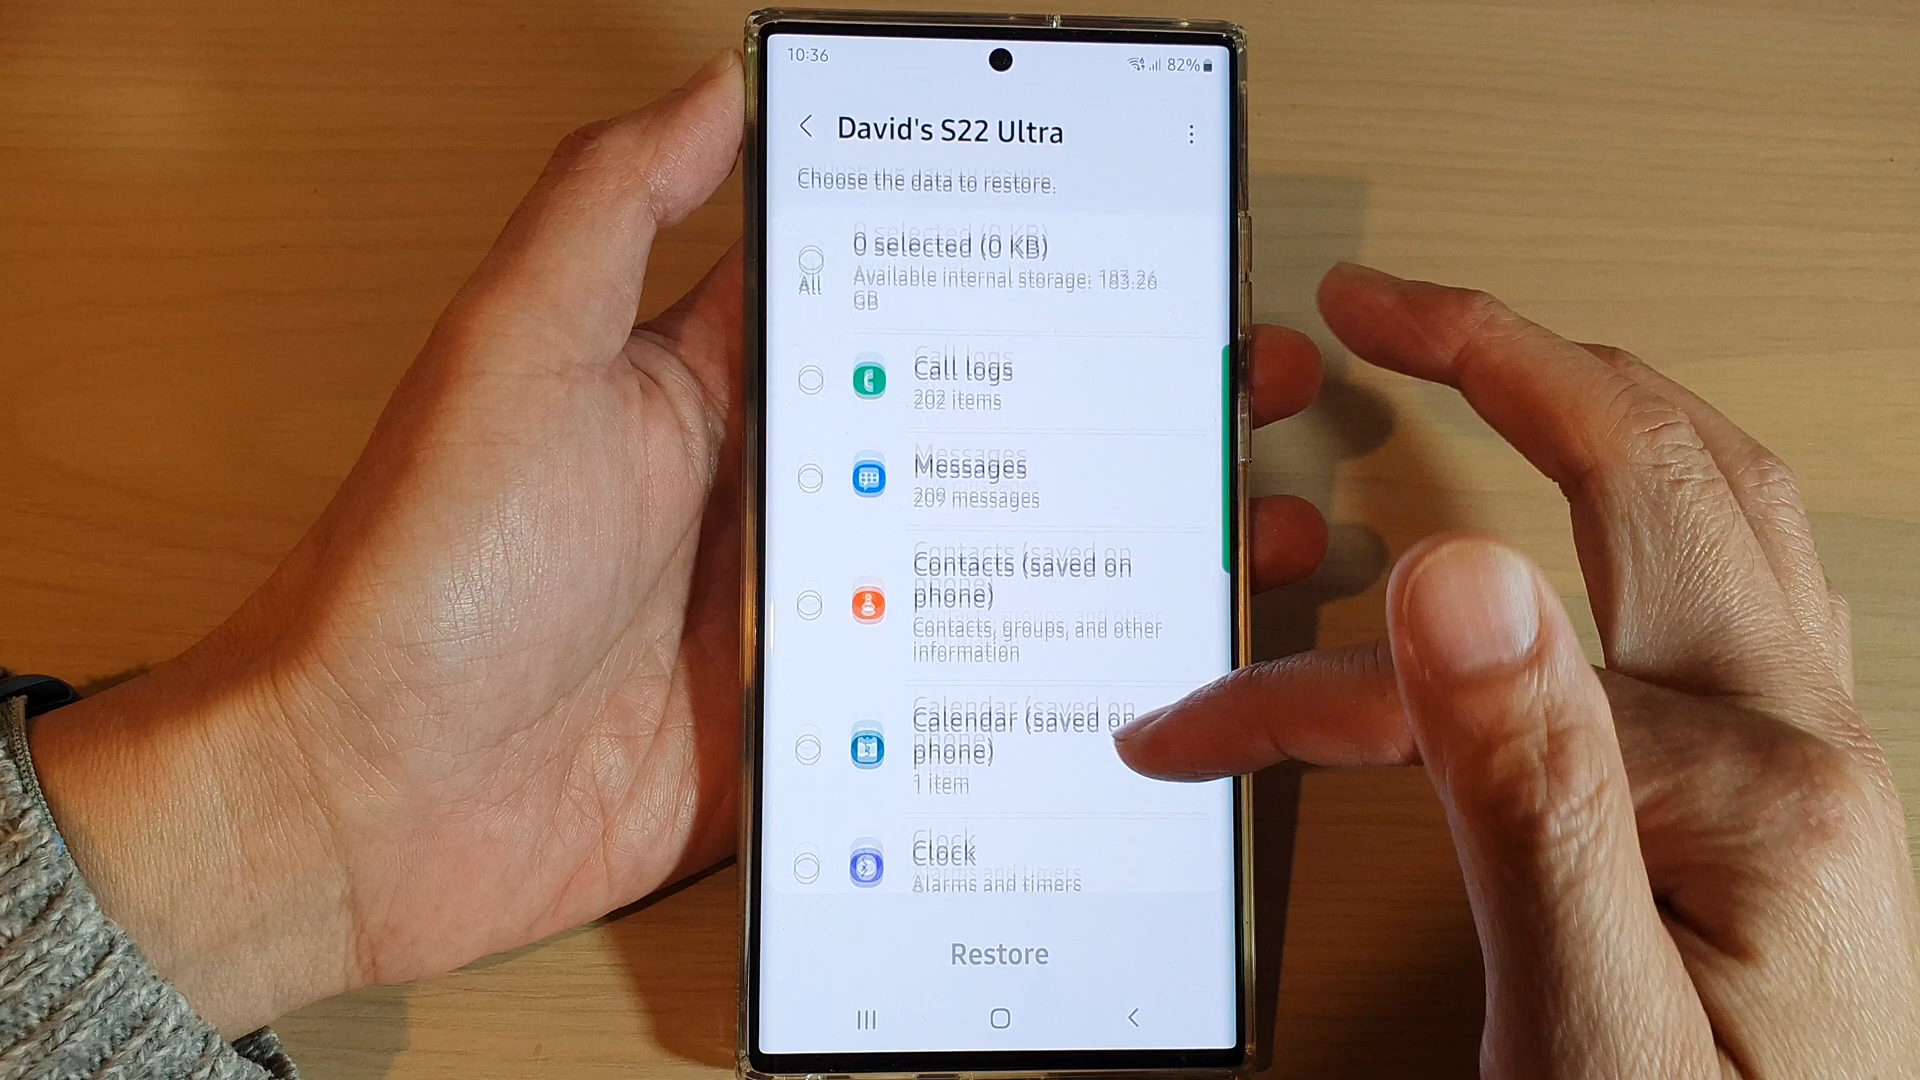 10:36
82%
David's S22 Ultra
Choose the data to restore.
0 selected (0 KB)
All
Available internal storage: 183.26
GB
Call logs
202 items
Messages
209 messages
Contacts (saved on
phone)
Contacts, groups, and other
information
Calendar (saved on
phone)
1 item
Clock
Alarms and timers
Restore